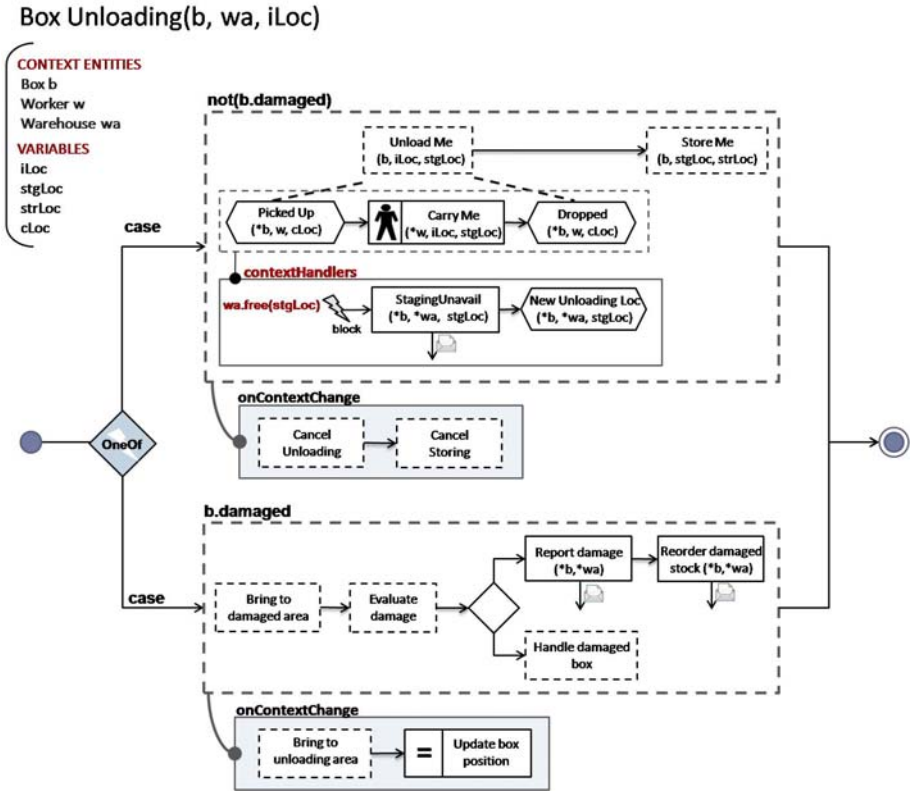 Box Unloading(b, wa, iLoc)
CONTEXT ENTITIES
Box b
Worker w
Warehouse wa
VARIABLES
iLoc
stgLoc
strLoc
cLoc
case
not(b.damaged)
Unload Me
(b, iLoc, stgLoc)
Store Me
(b, stgLoc, strLoc)
Picked Up
(*b, w, cLoc)
Carry Me
(*w, iLoc, stgLoc)
Dropped
(*b, w, cLoc)
contextHandlers
wa.free(stgLoc)
block
StagingUnavail
(*b, *wa, stgLoc)
New Unloading Loc
(*b, *wa, stgLoc)
onContextChange
Cancel
Unloading
Cancel
Storing
OneOf
case
b.damaged
Bring to
damaged area
Evaluate
damage
Report damage
(*b,*wa)
Reorder damaged
stock (*b,*wa)
Handle damaged
box
onContextChange
Bring to
unloading area
=
Update box
position